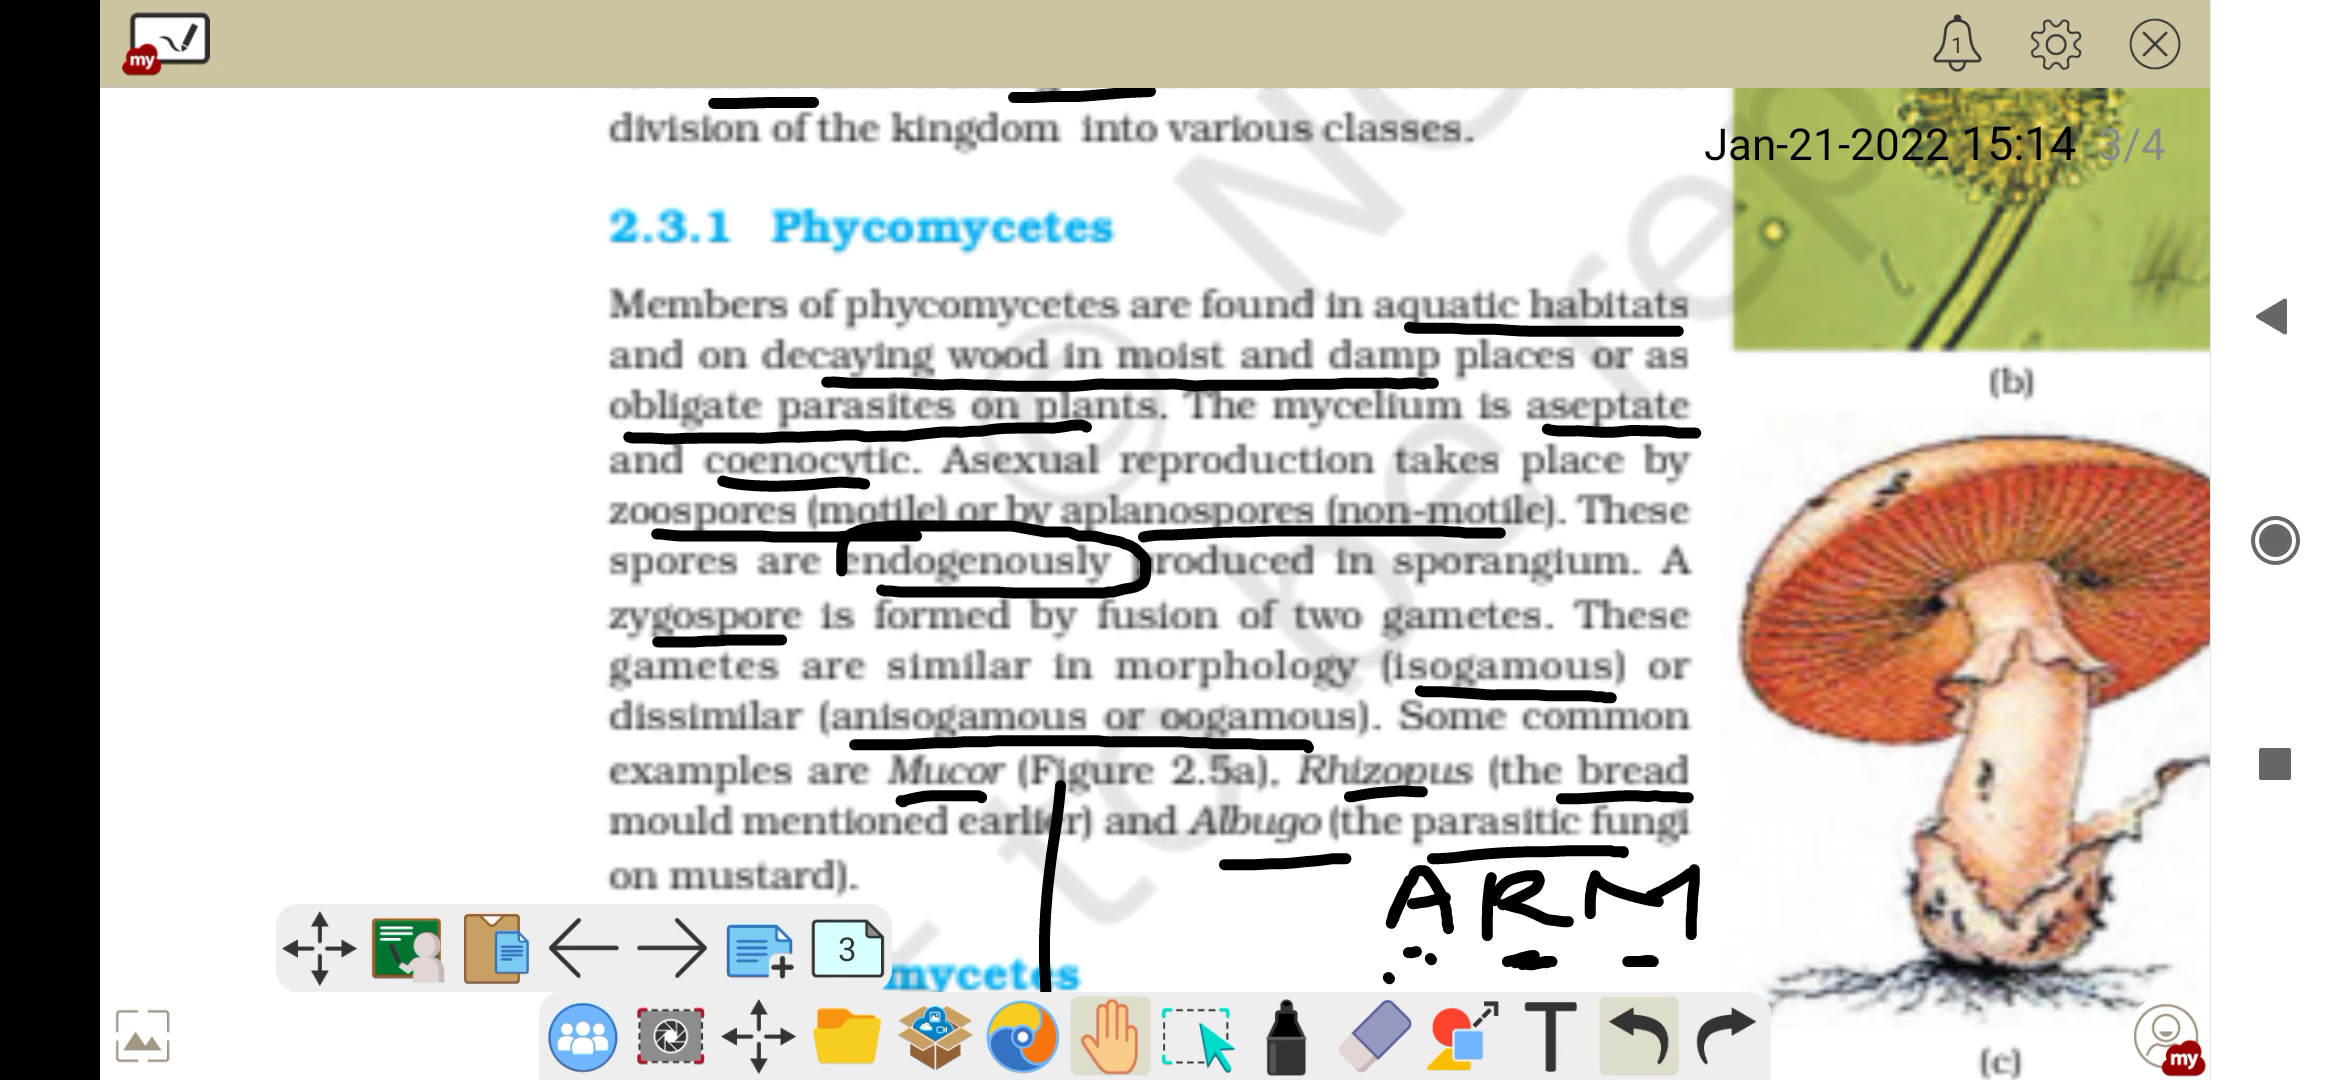 my
1
division of the kingdom into various classes.
Jan-21-2022 15:14 3/4
2.3.1 Phycomycetes
Members of phycomycetes are found in aquatic habitats
and on decaying wood in moist and damp places or as
obligate parasites on plants. The mycelium is aseptate
and coenocytic. Asexual reproduction takes place by
zoospores (motile) or by aplanospores (non-motile). These
spores are endogenously produced in sporangium. A
zygospore is formed by fusion of two gametes. These
gametes are similar in morphology (isogamous) or
dissimilar (anisogamous or oogamous). Some common
examples are Mucor (Figure 2.5a), Rhizopus (the bread
mould mentioned earlier) and Albugo (the parasitic fungi
on mustard).
(b)
A R M
3
mycetes
T
(c)
my